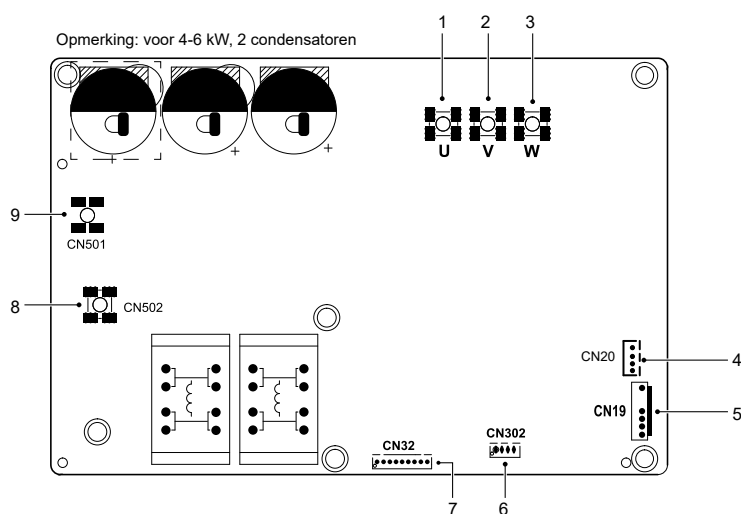 1 2 3
Opmerking: voor 4-6 kW, 2 condensatoren
+ + +
U V W
9
CN501
8 CN502
CN20 4
CN19 5
CN32 CN302
7 6